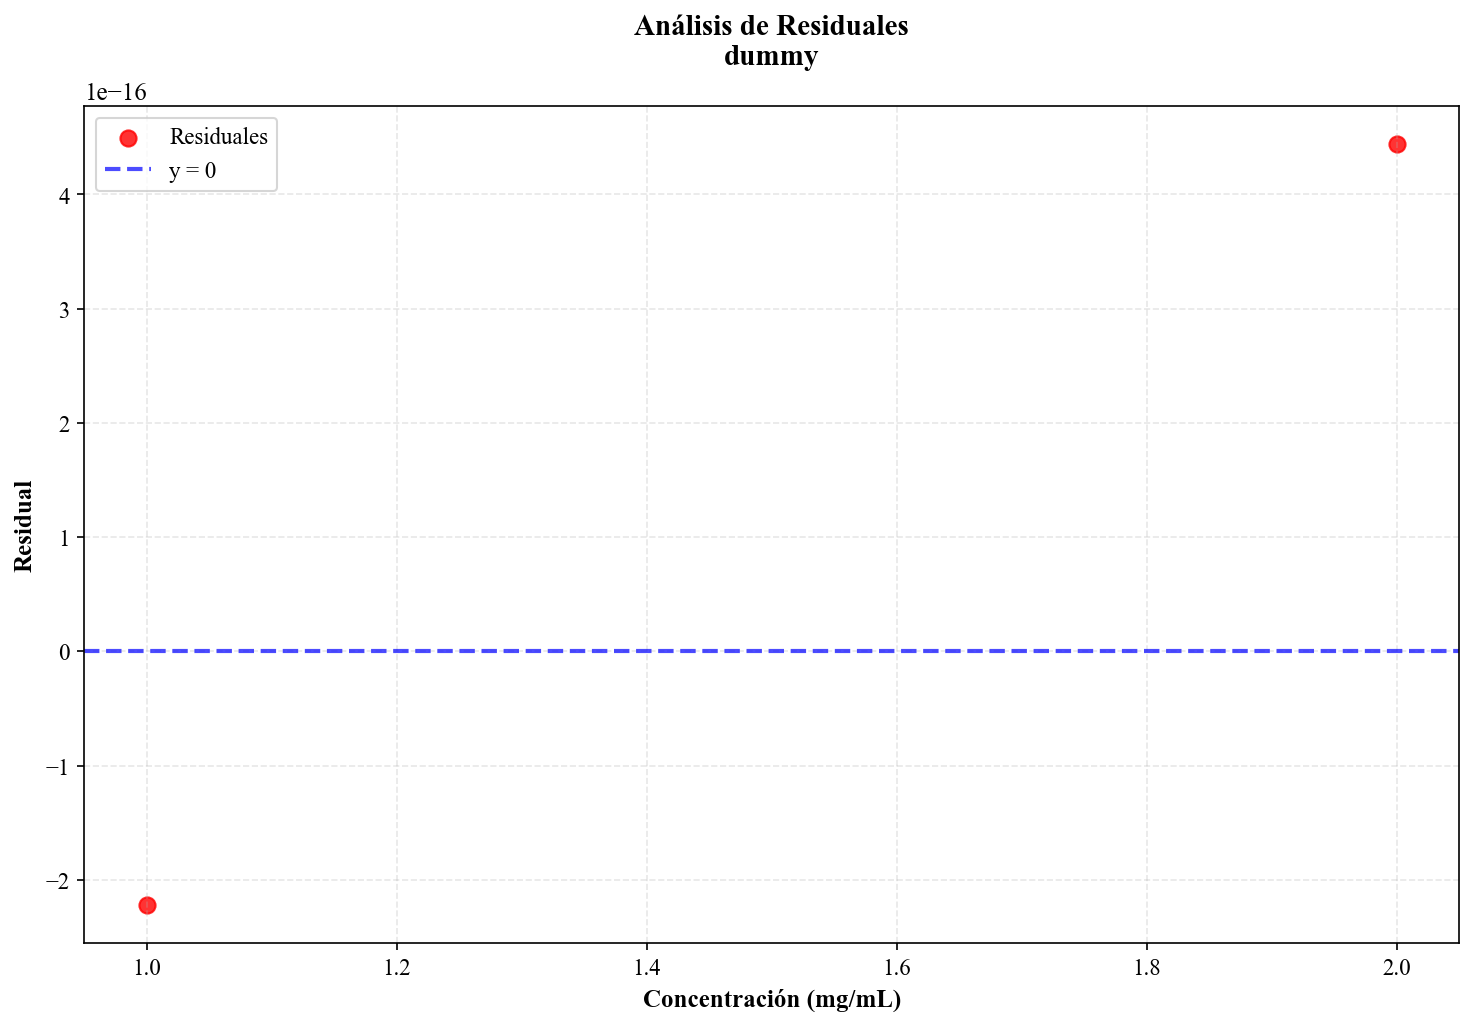 Análisis de Residuales
dummy
1e−16
Residuales
y = 0
4
3
2
1
0
−1
−2
Residual
1.0 1.2 1.4 1.6 1.8 2.0
Concentración (mg/mL)